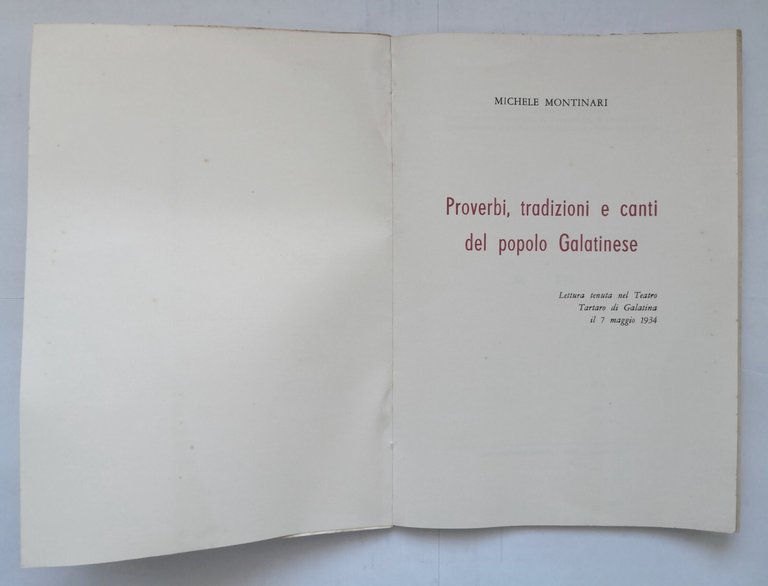 MICHELE MONTINARI
Proverbi, tradizioni e canti
del popolo Galatinese
Lettura tenuta nel Teatro
Tartaro di Galatina
il 7 maggio 1934